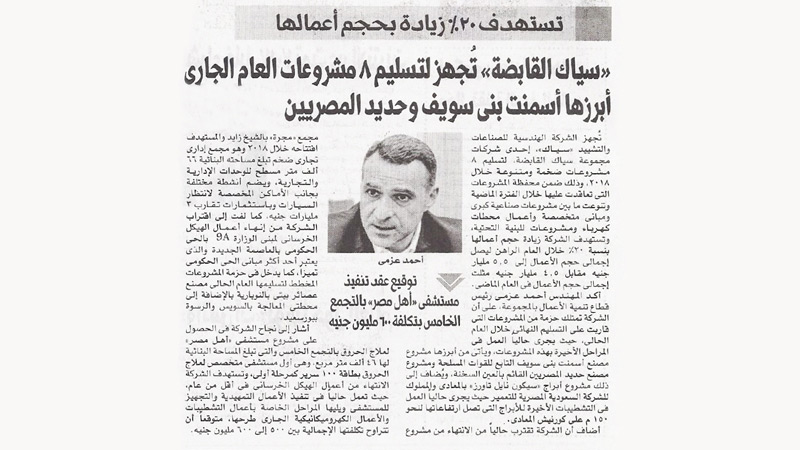 تستهدف ٢٠٪ زيادة بحجم أعمالها
«سياك القابضة» تُجهز لتسليم ٨ مشروعات العام الجارى
أبرزها أسمنت بنى سويف وحديد المصريين
تُجهز الشركة الهندسية للصناعات
والتشييد «سياك»، إحدى شركات
مجموعة سياك القابضة، لتسليم ٨
مشروعات ضخمة ومتنوعة خلال
٢٠١٨، وذلك ضمن محفظة المشروعات
التى تعاقدت عليها خلال الفترة الماضية
وتنوعت ما بين مشروعات صناعية كبرى
ومبانى متخصصة وأعمال محطات
كهرباء ومشروعات للبنية التحتية،
وتستهدف الشركة زيادة حجم أعمالها
بنسبة ٢٠٪ خلال العام الراهن ليصل
إجمالى حجم الأعمال إلى ٥,٥ مليار
جنيه مقابل ٤,٥ مليار جنيه مثلت
إجمالى حجم الأعمال فى العام الماضى.
أكد المهندس أحمد عزمى رئيس
قطاع تنمية الأعمال بالمجموعة، على أن
الشركة تمتلك حزمة من المشروعات التى
قاربت على التسليم النهائى خلال العام
الحالى، حيث يجرى حالياً العمل فى
المراحل الأخيرة بهذه المشروعات، ويأتى من أبرزها مشروع
مصنع أسمنت بنى سويف التابع للقوات المسلحة ومشروع
مصنع حديد المصريين القائم بالعين السخنة، ويُضاف إلى
ذلك مشروع أبراج «سيكون نايل تاورز» بالمعادى والمملوك
للشركة السعودية المصرية للتعمير حيث يجرى حالياً العمل
فى التشطيبات الأخيرة للأبراج التى تصل ارتفاعاتها لنحو
١٥٠ م على كورنيش المعادى.
أضاف أن الشركة تقترب حالياً من الانتهاء من مشروع
أحمد عزمى
توقيع عقد تنفيذ
مستشفى «أهل مصر» بالتجمع
الخامس بتكلفة ٦٠٠ مليون جنيه
مجمع «مجرة» بالشيخ زايد والمستهدف
افتتاحه خلال ٢٠١٨ وهو مجمع إدارى
تجارى ضخم تبلغ مساحته البنائية ٦٦
ألف متر مسطح للوحدات الإدارية
والتجارية، ويضم أنشطة مختلفة
بجانب الأماكن المخصصة لانتظار
السيارات وباستثمارات تقارب ٣
مليارات جنيه. كما لفت إلى اقتراب
الشركة من إنهاء أعمال الهيكل
الخرسانى لمبنى الوزارة 9A بالحى
الحكومى بالعاصمة الجديدة والذى
يعتبر أحد أكثر مبانى الحى الحكومى
تميزاً، كما يدخل فى حزمة المشروعات
المخطط لتسليمها العام الحالى مصنع
عصائر بيتى بالنوبارية بالإضافة إلى
محطتى المعالجة بالسويس والرسوة
ببورسعيد.
أشار إلى نجاح الشركة فى الحصول
على مشروع مستشفى «أهل مصر»
لعلاج الحروق بالتجمع الخامس والتى تبلغ المساحة البنائية
لها ٤٦ ألف متر مربع، وهى أول مستشفى متخصص لعلاج
الحروق بطاقة ١٠٠ سرير كمرحلة أولى، وتستهدف الشركة
الانتهاء من أعمال الهيكل الخرسانى فى أقل من عام،
حيث تعمل حالياً فى تنفيذ الأعمال التمهيدية والتجهيز
للمستشفى ويليها المراحل الخاصة بأعمال التشطيبات
والأعمال الكهروميكانيكية الجارى طرحها، متوقعاً أن
تتراوح تكلفتها الإجمالية بين ٥٠٠ إلى ٦٠٠ مليون جنيه.